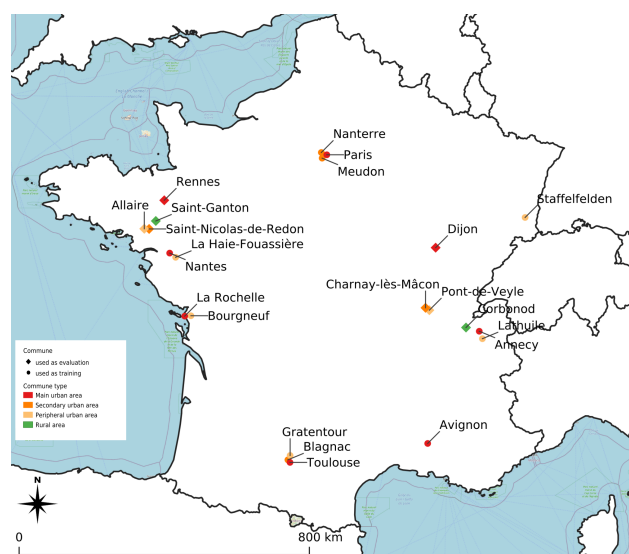 Nanterre
Paris
Meudon
Rennes
Staffelfelden
Allaire
Saint-Ganton
Saint-Nicolas-de-Redon
Dijon
La Haie-Fouassière
Nantes
Charnay-lès-Mâcon
Pont-de-Veyle
La Rochelle
Bourgneuf
Corbonod
Lathuile
Annecy
Commune
used as evaluation
used as training
Commune type
Main urban area
Secondary urban area
Peripheral urban area
Rural area
Avignon
Gratentour
Blagnac
Toulouse
N
0 800 km